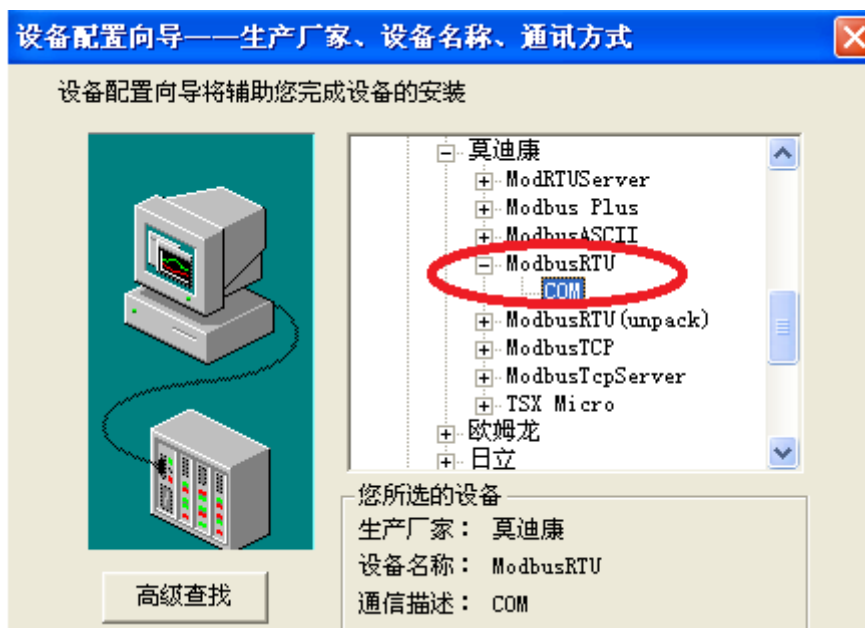 设备配置向导——生产厂家、设备名称、通讯方式
设备配置向导将辅助您完成设备的安装
莫迪康
ModRTUServer
Modbus Plus
ModbusASCII
ModbusRTU
COM
ModbusRTU(unpack)
ModbusTCP
ModbusTcpServer
TSX Micro
欧姆龙
日立
您所选的设备
生产厂家： 莫迪康
设备名称： ModbusRTU
通信描述： COM
高级查找